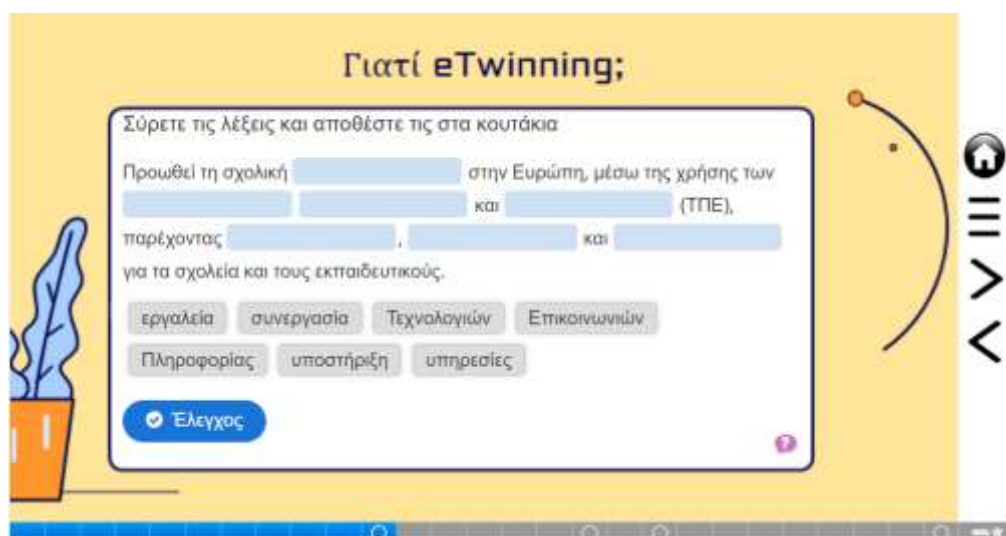 Γιατί eTwinning;
Σύρετε τις λέξεις και αποθέστε τις στα κουτάκια
Προωθεί τη σχολική στην Ευρώπη, μέσω της χρήσης των
και (ΤΠΕ),
παρέχοντας , και
για τα σχολεία και τους εκπαιδευτικούς.
εργαλεία συνεργασία Τεχνολογιών Επικοινωνιών
Πληροφορίας υποστήριξη υπηρεσίες
Έλεγχος
?